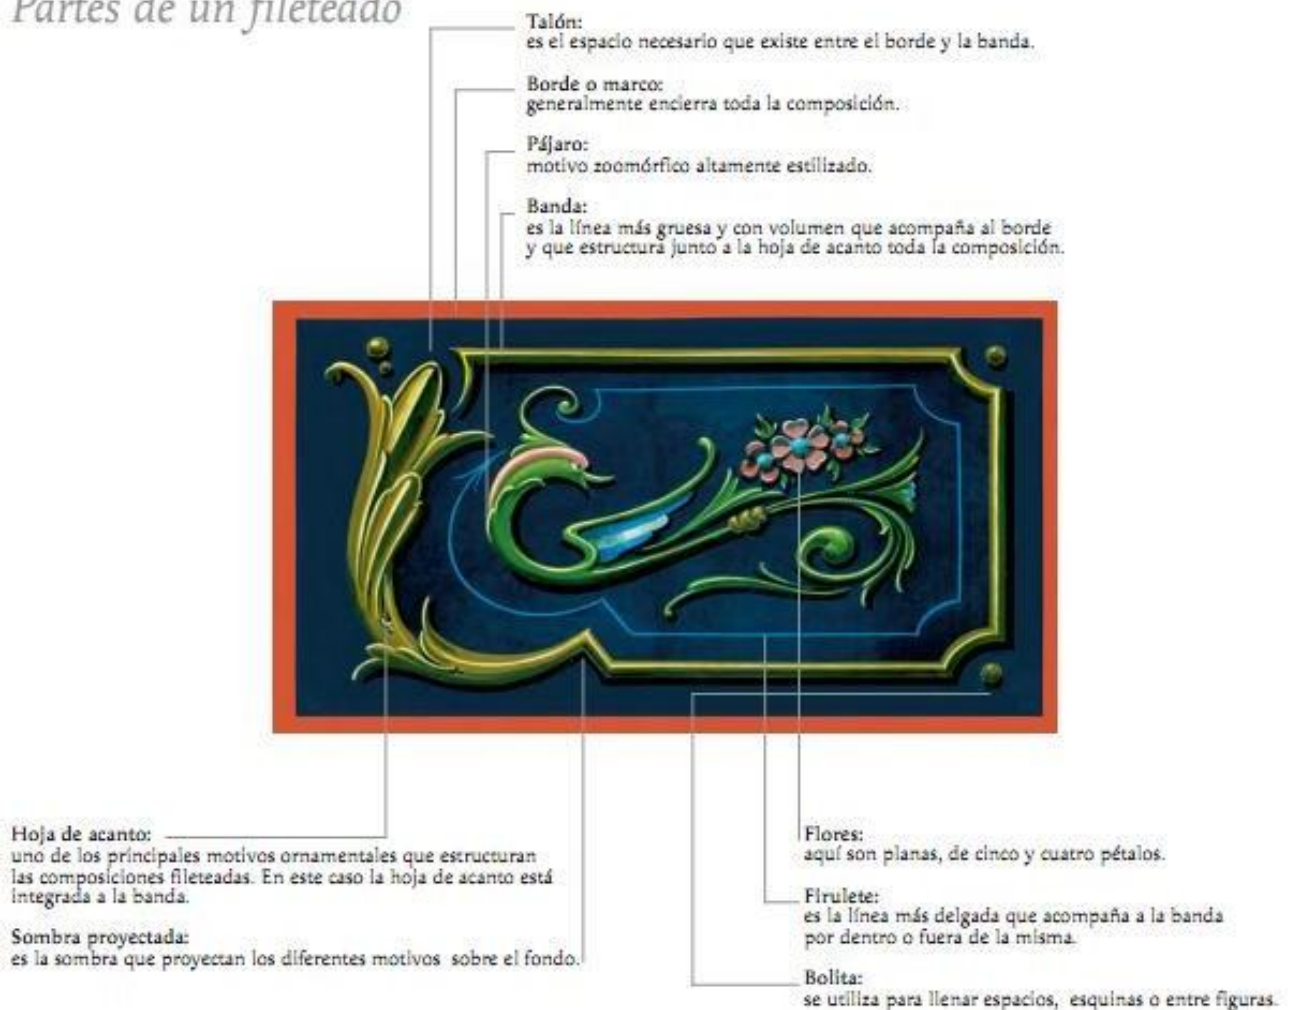 Partes de un fileteado
Talón:
es el espacio necesario que existe entre el borde y la banda.
Borde o marco:
generalmente encierra toda la composición.
Pájaro:
motivo zoomórfico altamente estilizado.
Banda:
es la línea más gruesa y con volumen que acompaña al borde
y que estructura junto a la hoja de acanto toda la composición.
Hoja de acanto:
uno de los principales motivos ornamentales que estructuran
las composiciones fileteadas. En este caso la hoja de acanto está
integrada a la banda.
Sombra proyectada:
es la sombra que proyectan los diferentes motivos sobre el fondo.
Flores:
aquí son planas, de cinco y cuatro pétalos.
Firulete:
es la línea más delgada que acompaña a la banda
por dentro o fuera de la misma.
Bolita:
se utiliza para llenar espacios, esquinas o entre figuras.